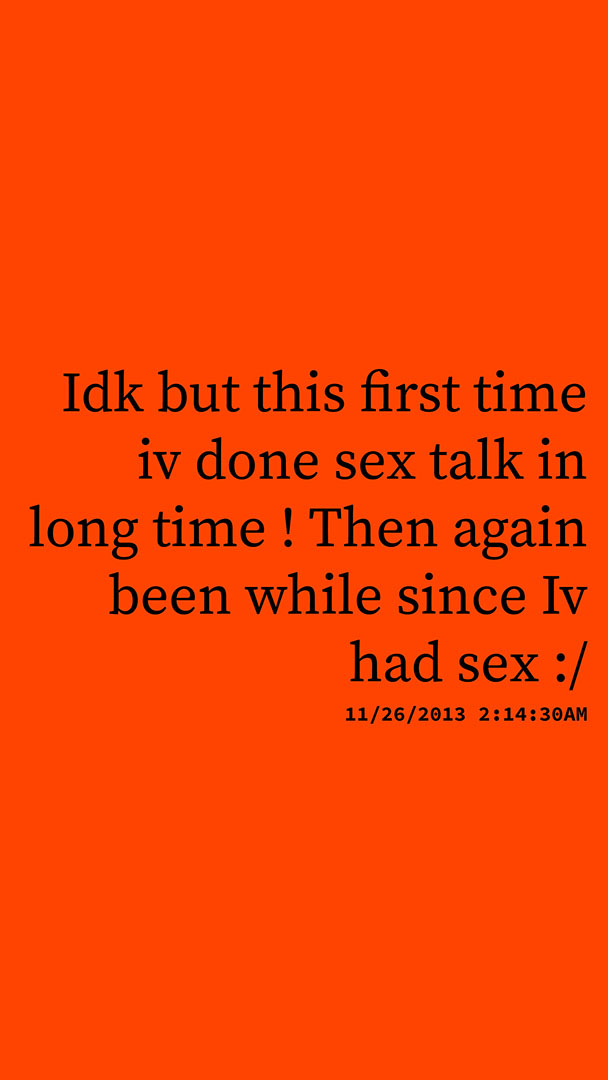 Idk but this first time
iv done sex talk in
long time ! Then again
been while since Iv
had sex :/
11/26/2013 2:14:30AM